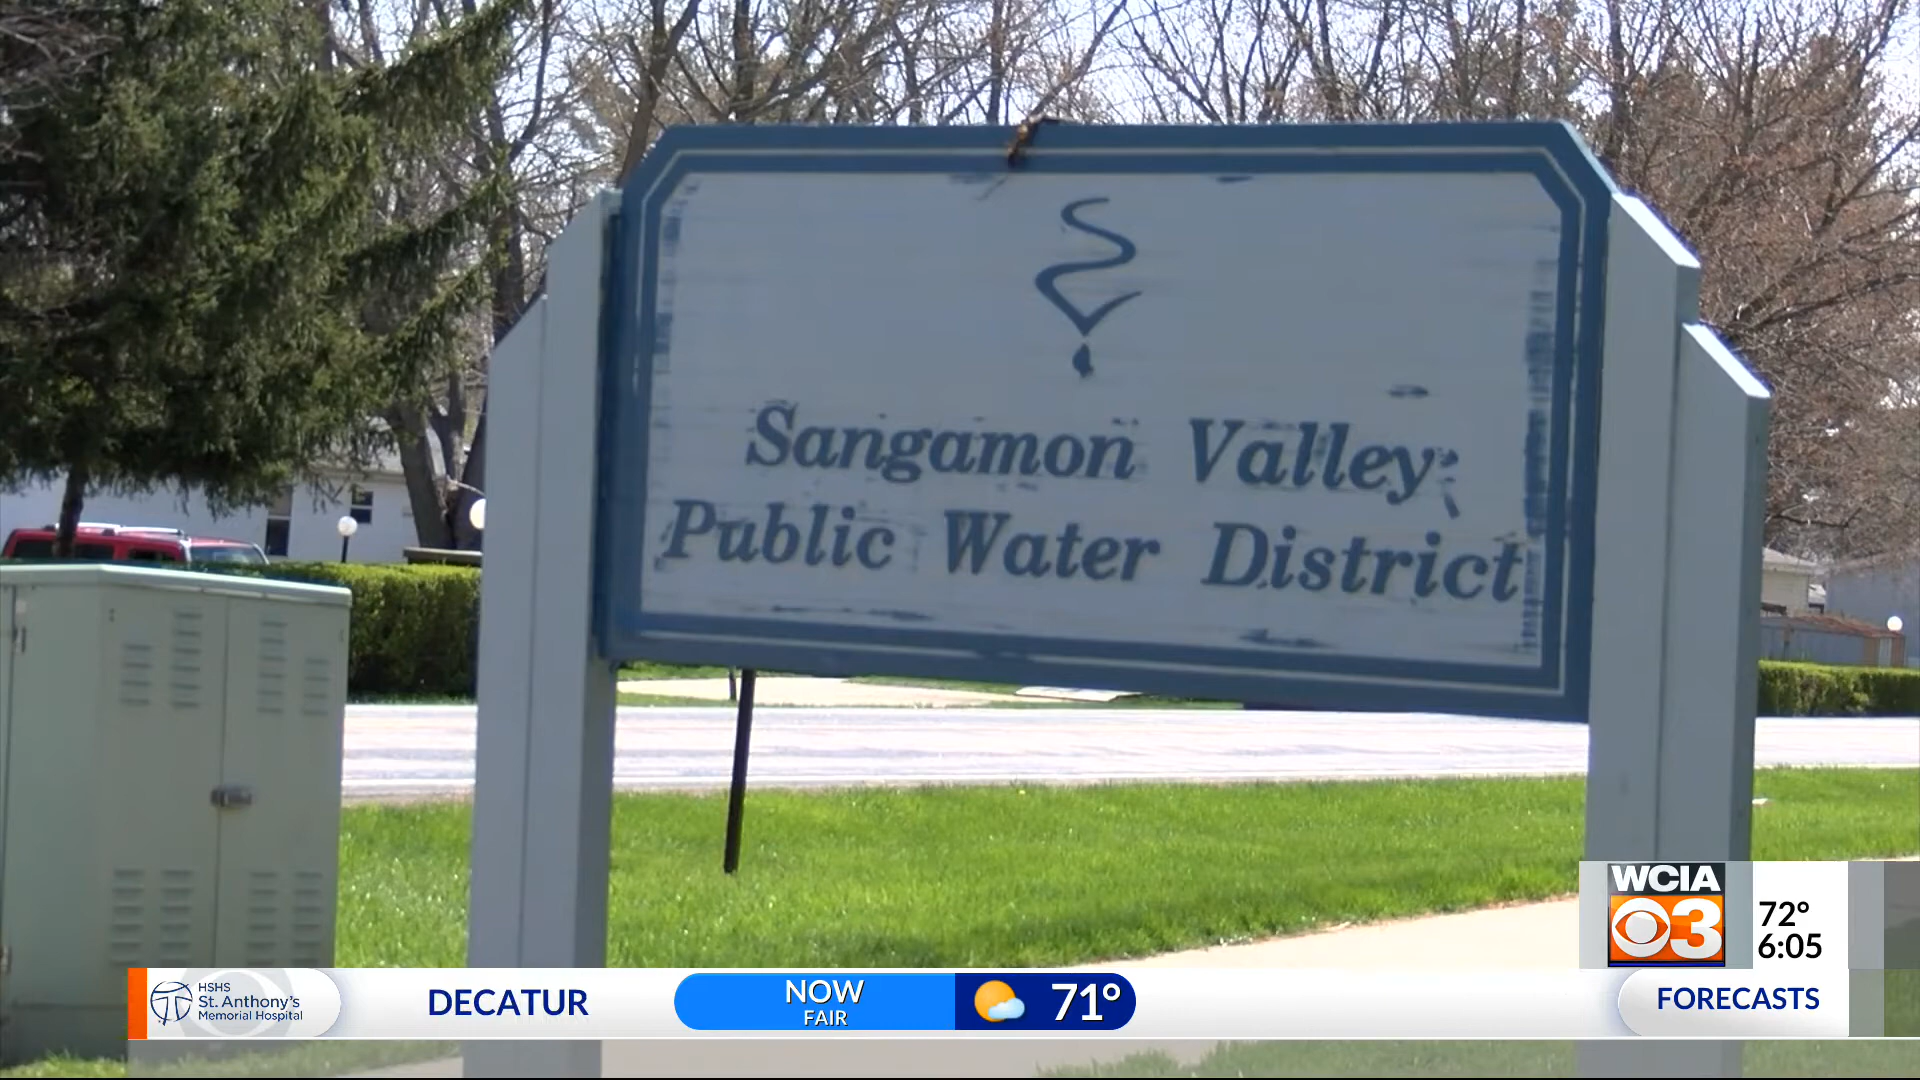 Sangamon Valley
Public Water District
WCIA
3
72°
6:05
HSHS
St. Anthony's
Memorial Hospital
DECATUR
NOW
FAIR
71°
FORECASTS